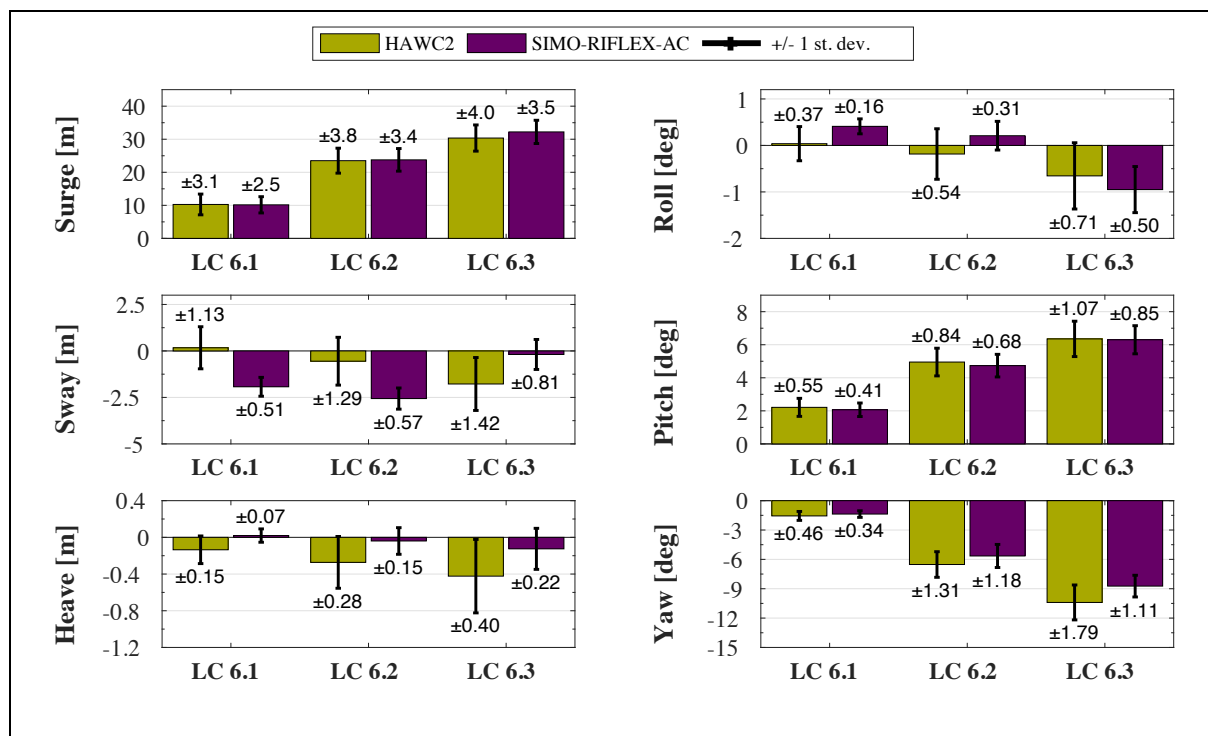 HAWC2 SIMO-RIFLEX-AC +/- 1 st. dev.
Surge [m]
40
30
20
10
0
±3.1 ±2.5 ±3.8 ±3.4 ±4.0 ±3.5
LC 6.1 LC 6.2 LC 6.3
Roll [deg]
1
0
-1
-2
±0.37 ±0.16 ±0.54 ±0.31 ±0.71 ±0.50
LC 6.1 LC 6.2 LC 6.3
Sway [m]
2.5
0
-2.5
-5
±1.13 ±0.51 ±1.29 ±0.57 ±1.42 ±0.81
LC 6.1 LC 6.2 LC 6.3
Pitch [deg]
8
6
4
2
0
±0.55 ±0.41 ±0.84 ±0.68 ±1.07 ±0.85
LC 6.1 LC 6.2 LC 6.3
Heave [m]
0.4
0
-0.4
-0.8
-1.2
±0.15 ±0.07 ±0.28 ±0.15 ±0.40 ±0.22
LC 6.1 LC 6.2 LC 6.3
Yaw [deg]
0
-3
-6
-9
-12
-15
±0.46 ±0.34 ±1.31 ±1.18 ±1.79 ±1.11
LC 6.1 LC 6.2 LC 6.3